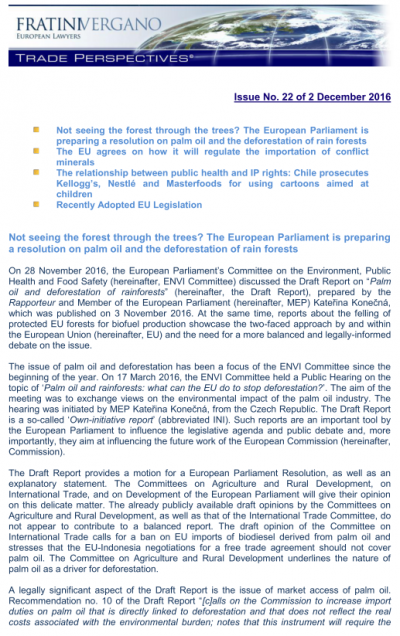 FRATINIVERGANO
EUROPEAN LAWYERS
TRADE PERSPECTIVES®
Issue No. 22 of 2 December 2016
Not seeing the forest through the trees? The European Parliament is
preparing a resolution on palm oil and the deforestation of rain forests
The EU agrees on how it will regulate the importation of conflict
minerals
The relationship between public health and IP rights: Chile prosecutes
Kellogg's, Nestlé and Masterfoods for using cartoons aimed at
children
Recently Adopted EU Legislation
Not seeing the forest through the trees? The European Parliament is preparing
a resolution on palm oil and the deforestation of rain forests
On 28 November 2016, the European Parliament's Committee on the Environment, Public
Health and Food Safety (hereinafter, ENVI Committee) discussed the Draft Report on "Palm
oil and deforestation of rainforests" (hereinafter, the Draft Report), prepared by the
Rapporteur and Member of the European Parliament (hereinafter, MEP) Kateřina Konečná,
which was published on 3 November 2016. At the same time, reports about the felling of
protected EU forests for biofuel production showcase the two-faced approach by and within
the European Union (hereinafter, EU) and the need for a more balanced and legally-informed
debate on the issue.
The issue of palm oil and deforestation has been a focus of the ENVI Committee since the
beginning of the year. On 17 March 2016, the ENVI Committee held a Public Hearing on the
topic of 'Palm oil and rainforests: what can the EU do to stop deforestation?'. The aim of the
meeting was to exchange views on the environmental impact of the palm oil industry. The
hearing was initiated by MEP Kateřina Konečná, from the Czech Republic. The Draft Report
is a so-called 'Own-initiative report' (abbreviated INI). Such reports are an important tool by
the European Parliament to influence the legislative agenda and public debate and, more
importantly, they aim at influencing the future work of the European Commission (hereinafter,
Commission).
The Draft Report provides a motion for a European Parliament Resolution, as well as an
explanatory statement. The Committees on Agriculture and Rural Development, on
International Trade, and on Development of the European Parliament will give their opinion
on this delicate matter. The already publicly available draft opinions by the Committees on
Agriculture and Rural Development, as well as that of the International Trade Committee, do
not appear to contribute to a balanced report. The draft opinion of the Committee on
International Trade calls for a ban on EU imports of biodiesel derived from palm oil and
stresses that the EU-Indonesia negotiations for a free trade agreement should not cover
palm oil. The Committee on Agriculture and Rural Development underlines the nature of
palm oil as a driver for deforestation.
A legally significant aspect of the Draft Report is the issue of market access of palm oil.
Recommendation no. 10 of the Draft Report "[c]alls on the Commission to increase import
duties on palm oil that is directly linked to deforestation and that does not reflect the real
costs associated with the environmental burden; notes that this instrument will require the